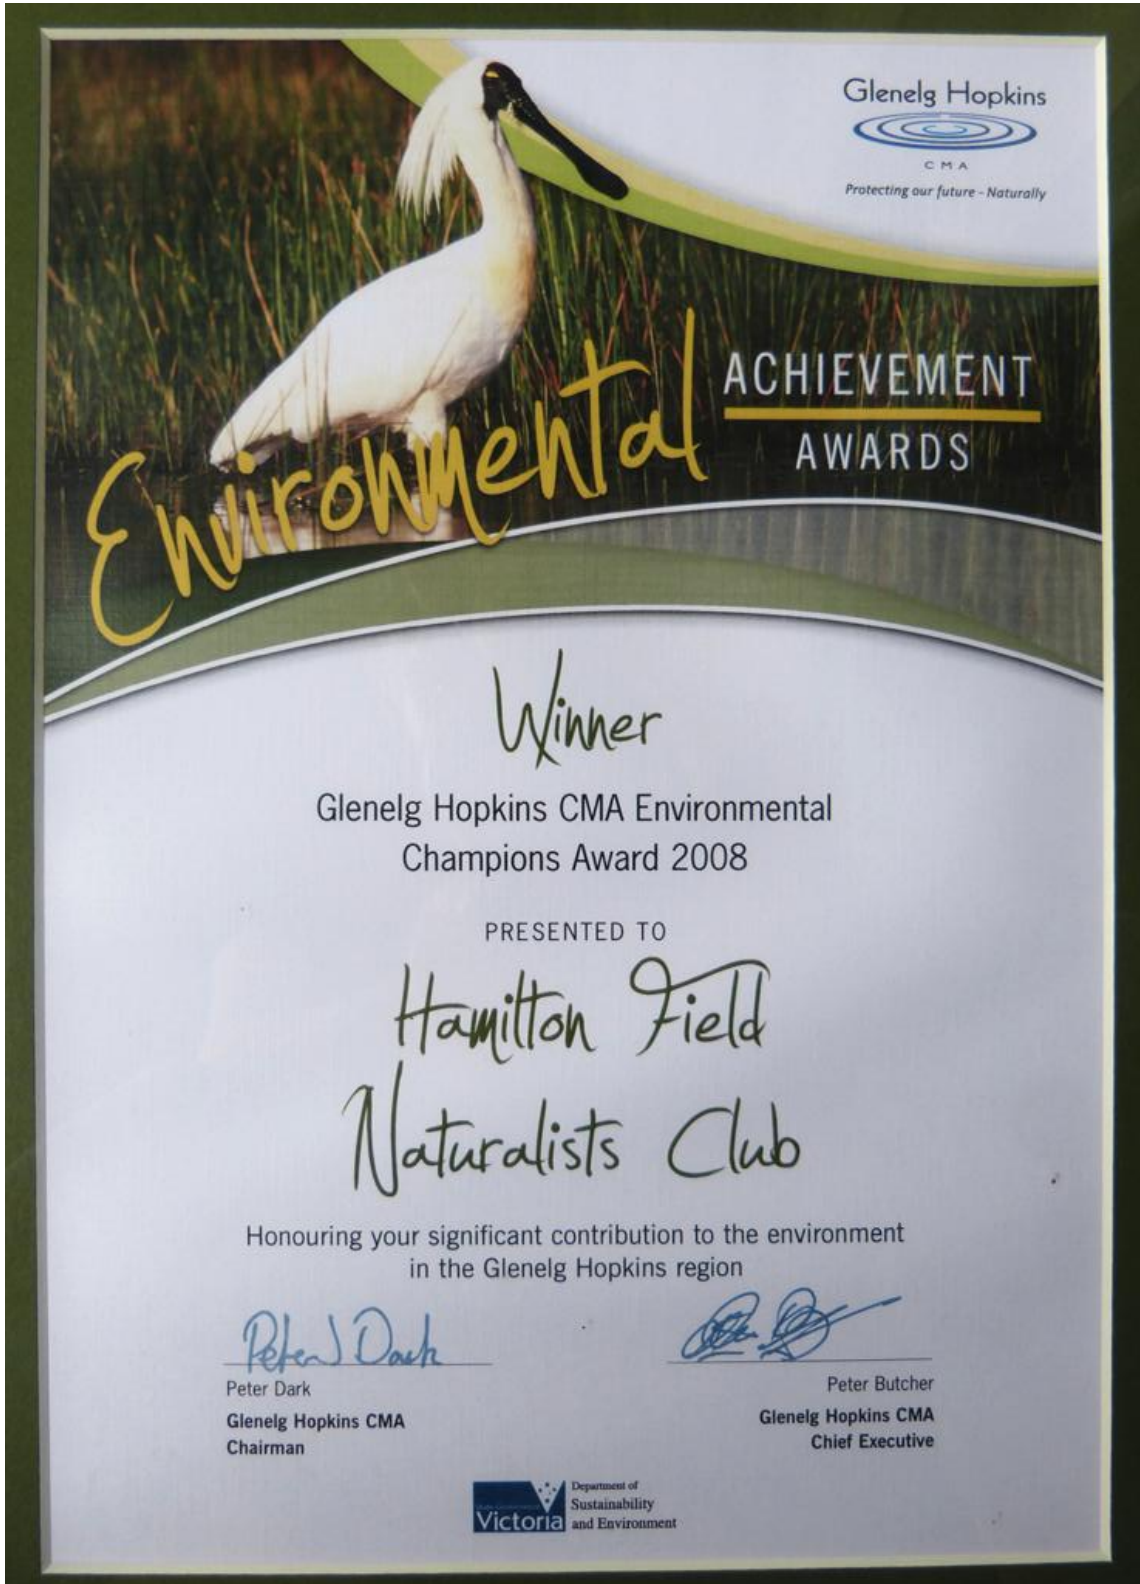 Glenelg Hopkins
CMA
Protecting our future - Naturally
Environmental
ACHIEVEMENT
AWARDS
Winner
Glenelg Hopkins CMA Environmental
Champions Award 2008
PRESENTED TO
Hamilton Field
Naturalists Club
Honouring your significant contribution to the environment
in the Glenelg Hopkins region
Peter J Dark
Peter Dark
Glenelg Hopkins CMA
Chairman
Peter Butcher
Glenelg Hopkins CMA
Chief Executive
Victoria
Department of
Sustainability
and Environment